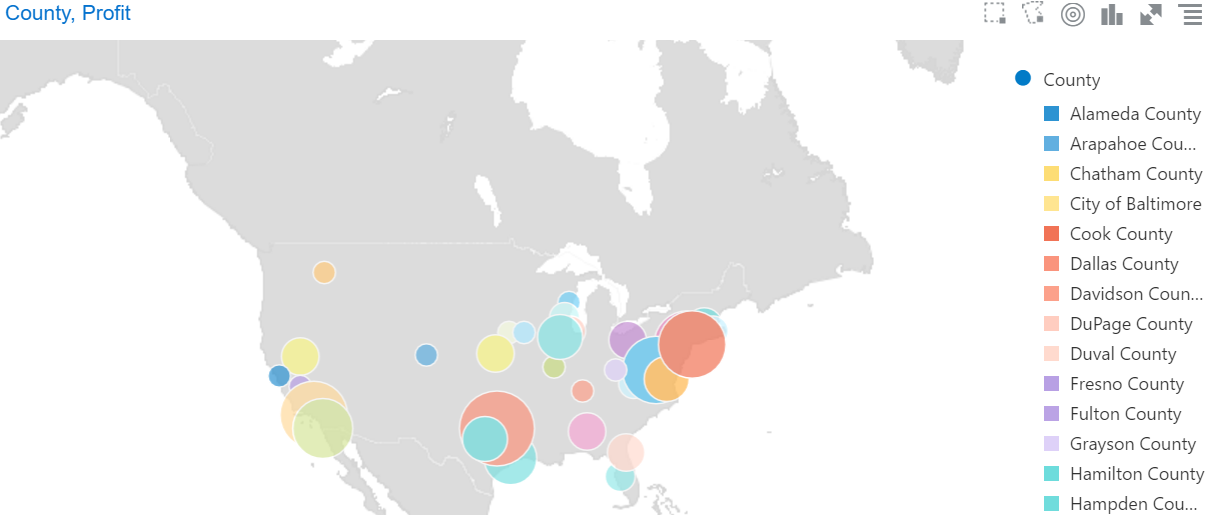 County, Profit
County
Alameda County
Arapahoe Cou...
Chatham County
City of Baltimore
Cook County
Dallas County
Davidson Coun...
DuPage County
Duval County
Fresno County
Fulton County
Grayson County
Hamilton County
Hampden Cou...